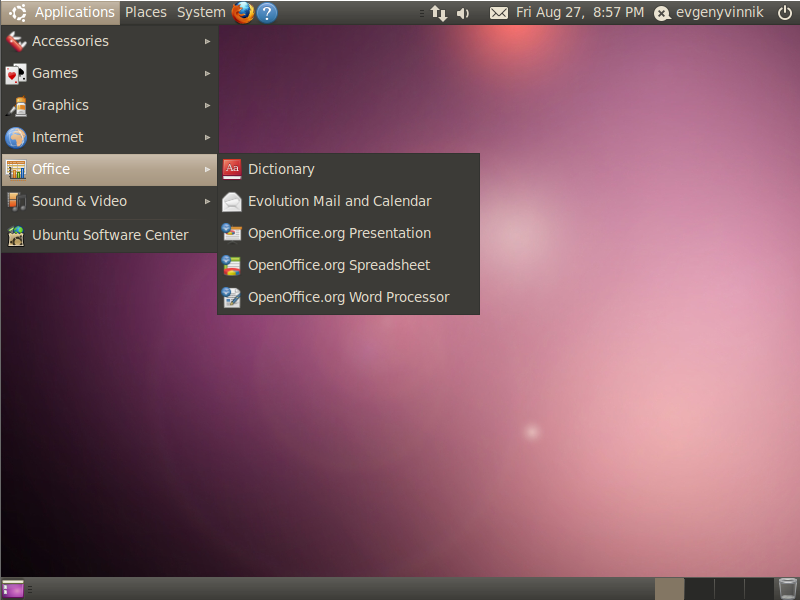 Applications Places System ? Fri Aug 27, 8:57 PM evgenyvinnik
Accessories
Games
Graphics
Internet
Office
Sound & Video
Ubuntu Software Center
Aa Dictionary
Evolution Mail and Calendar
OpenOffice.org Presentation
OpenOffice.org Spreadsheet
OpenOffice.org Word Processor